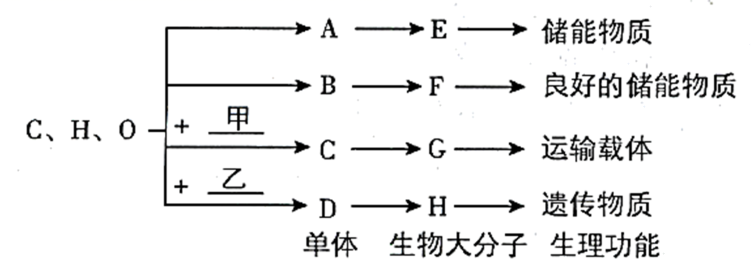 A E 储能物质
B F 良好的储能物质
C、H、O + 甲 C G 运输载体
+ 乙 D H 遗传物质
单体 生物大分子 生理功能